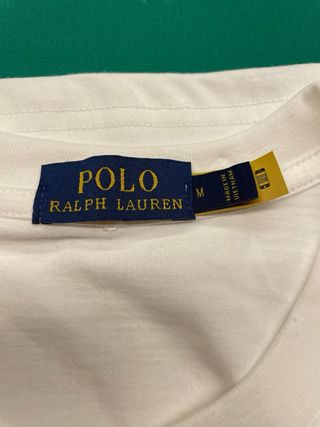 POLO
RALPH LAUREN
M
MADE IN
VIETNAM